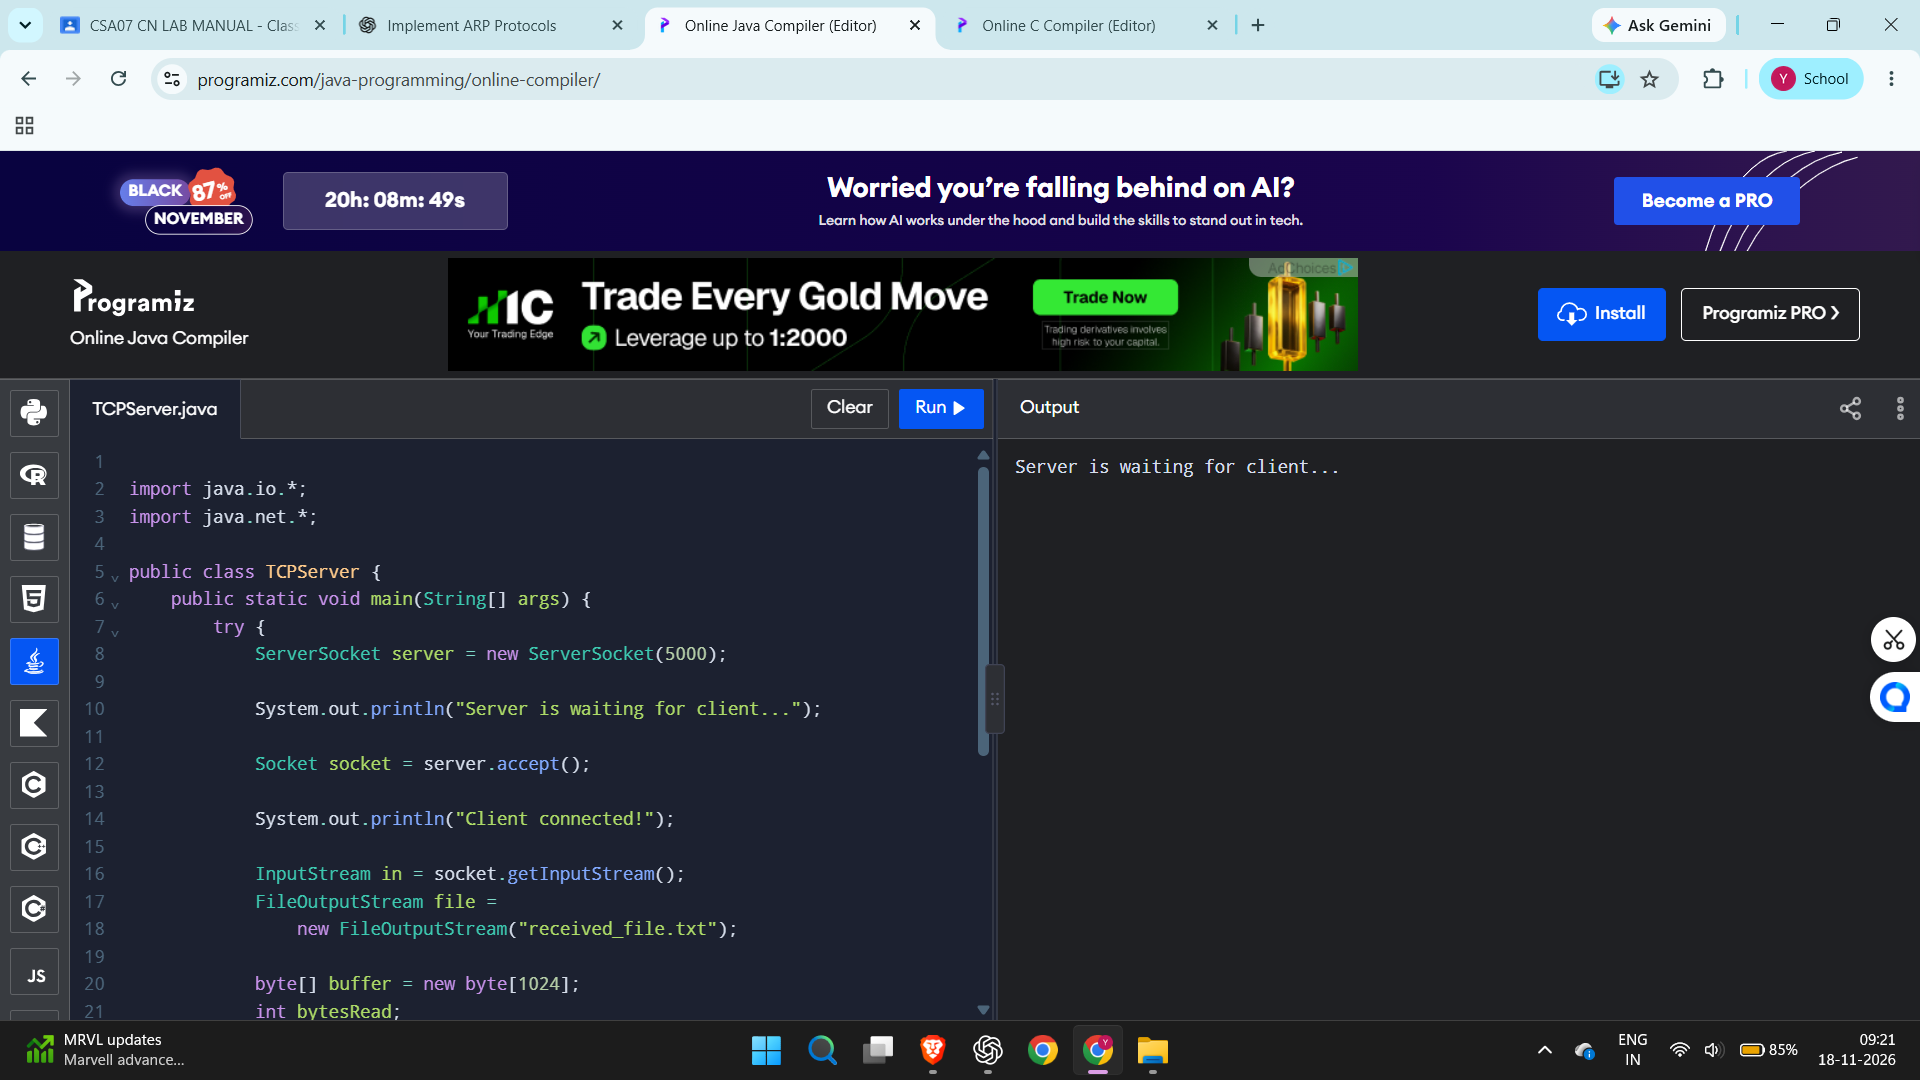 CSA07 CN LAB MANUAL - Clas
Implement ARP Protocols
Online Java Compiler (Editor)
Online C Compiler (Editor)
Ask Gemini
programiz.com/java-programming/online-compiler/
Y
School
BLACK
87% OFF
NOVEMBER
20h: 08m: 49s
Worried you’re falling behind on AI?
Learn how AI works under the hood and build the skills to stand out in tech.
Become a PRO
Programiz
Online Java Compiler
HIC
Your Trading Edge
Trade Every Gold Move
Leverage up to 1:2000
Trade Now
Trading derivatives involves
high risk to your capital.
AdChoices
Install
Programiz PRO
TCPServer.java
Clear
Run
Output
Server is waiting for client...
1
2 import java.io.*;
3 import java.net.*;
4
5 public class TCPServer {
6 public static void main(String[] args) {
7 try {
8 ServerSocket server = new ServerSocket(5000);
9
10 System.out.println("Server is waiting for client...");
11
12 Socket socket = server.accept();
13
14 System.out.println("Client connected!");
15
16 InputStream in = socket.getInputStream();
17 FileOutputStream file =
18 new FileOutputStream("received_file.txt");
19
20 byte[] buffer = new byte[1024];
21 int bytesRead;
JS
MRVL updates
Marvell advance...
ENG
IN
85%
09:21
18-11-2026